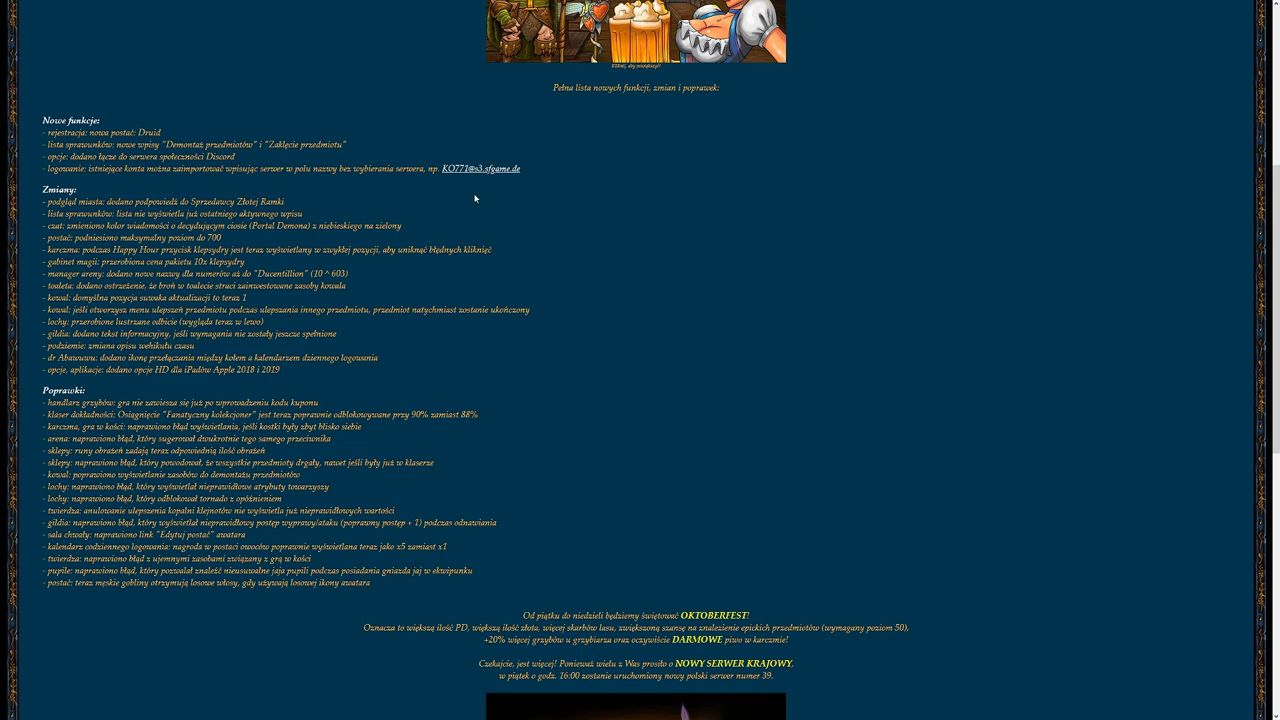 Kliknij, aby powiększyć!
Pełna lista nowych funkcji, zmian i poprawek:
Nowe funkcje:
- rejestracja: nowa postać: Druid
- lista sprawunków: nowe wpisy "Demontaż przedmiotów" i "Zaklęcie przedmiotu"
- opcje: dodano łącze do serwera społeczności Discord
- logowanie: istniejące konta można zaimportować wpisując serwer w polu nazwy bez wybierania serwera, np. KO771@s3.sfgame.de
Zmiany:
- podgląd miasta: dodano podpowiedź do Sprzedawcy Złotej Ramki
- lista sprawunków: lista nie wyświetla już ostatniego aktywnego wpisu
- czat: zmieniono kolor wiadomości o decydującym ciosie (Portal Demona) z niebieskiego na zielony
- postać: podniesiono maksymalny poziom do 700
- karczma: podczas Happy Hour przycisk klepsydry jest teraz wyświetlany w zwykłej pozycji, aby uniknąć błędnych kliknięć
- gabinet magii: przerobiona cena pakietu 10x klepsydry
- manager areny: dodano nowe nazwy dla numerów aż do "Ducentillion" (10 ^ 603)
- toaleta: dodano ostrzeżenie, że broń w toalecie straci zainwestowane zasoby kowala
- kowal: domyślna pozycja suwaka aktualizacji to teraz 1
- kowal: jeśli otworzysz menu ulepszeń przedmiotu podczas ulepszania innego przedmiotu, przedmiot natychmiast zostanie ukończony
- lochy: przerobione lustrzane odbicie (wygląda teraz w lewo)
- gildia: dodano tekst informacyjny, jeśli wymagania nie zostały jeszcze spełnione
- podziemie: zmiana opisu wehikułu czasu
- dr Abawuwu: dodano ikonę przełączania między kołem a kalendarzem dziennego logowania
- opcje, aplikacje: dodano opcje HD dla iPadów Apple 2018 i 2019
Poprawki:
- handlarz grzybów: gra nie zawiesza się już po wprowadzeniu kodu kuponu
- klaser dokładności: Osiągnięcie "Fanatyczny kolekcjoner" jest teraz poprawnie odblokowywane przy 90% zamiast 88%
- karczma, gra w kości: naprawiono błąd wyświetlania, jeśli kostki były zbyt blisko siebie
- arena: naprawiono błąd, który sugerował dwukrotnie tego samego przeciwnika
- sklepy: runy obrażeń zadają teraz odpowiednią ilość obrażeń
- sklepy: naprawiono błąd, który powodował, że wszystkie przedmioty drgały, nawet jeśli były już w klaserze
- kowal: poprawiono wyświetlanie zasobów do demontażu przedmiotów
- lochy: naprawiono błąd, który wyświetlał nieprawidłowe atrybuty towarzyszy
- lochy: naprawiono błąd, który odblokował tornado z opóźnieniem
- twierdza: anulowanie ulepszenia kopalni klejnotów nie wyświetla już nieprawidłowych wartości
- gildia: naprawiono błąd, który wyświetlał nieprawidłowy postęp wyprawy/ataku (poprawny postęp + 1) podczas odnawiania
- sala chwały: naprawiono link "Edytuj postać" awatara
- kalendarz codziennego logowania: nagroda w postaci owoców poprawnie wyświetlana teraz jako x5 zamiast x1
- twierdza: naprawiono błąd z ujemnymi zasobami związany z grą w kości
- pupile: naprawiono błąd, który pozwalał znaleźć nieusuwalne jaja pupili podczas posiadania gniazda jaj w ekwipunku
- postać: teraz męskie gobliny otrzymują losowe włosy, gdy używają losowej ikony awatara
Od piątku do niedzieli będziemy świętować OKTOBERFEST!
Oznacza to większą ilość PD, większą ilość złota, więcej skarbów lasu, zwiększoną szansę na znalezienie epickich przedmiotów (wymagany poziom 50),
+20% więcej grzybów u grzybiarza oraz oczywiście DARMOWE piwo w karczmie!
Czekajcie, jest więcej! Ponieważ wielu z Was prosiło o NOWY SERWER KRAJOWY,
w piątek o godz. 16:00 zostanie uruchomiony nowy polski serwer numer 39.